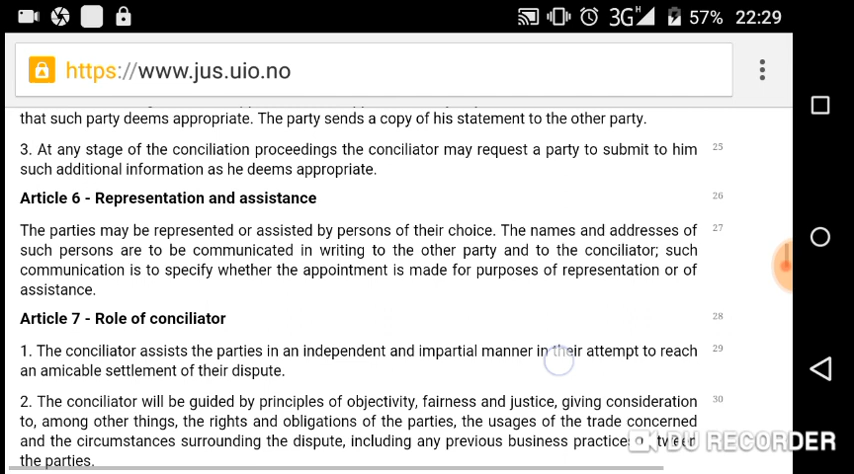 3G H 57% 22:29
https://www.jus.uio.no
that such party deems appropriate. The party sends a copy of his statement to the other party.
3. At any stage of the conciliation proceedings the conciliator may request a party to submit to him 25
such additional information as he deems appropriate.
Article 6 - Representation and assistance 26
The parties may be represented or assisted by persons of their choice. The names and addresses of 27
such persons are to be communicated in writing to the other party and to the conciliator; such
communication is to specify whether the appointment is made for purposes of representation or of
assistance.
Article 7 - Role of conciliator 28
1. The conciliator assists the parties in an independent and impartial manner in their attempt to reach 29
an amicable settlement of their dispute.
2. The conciliator will be guided by principles of objectivity, fairness and justice, giving consideration 30
to, among other things, the rights and obligations of the parties, the usages of the trade concerned
and the circumstances surrounding the dispute, including any previous business practices between
the parties.
DU RECORDER